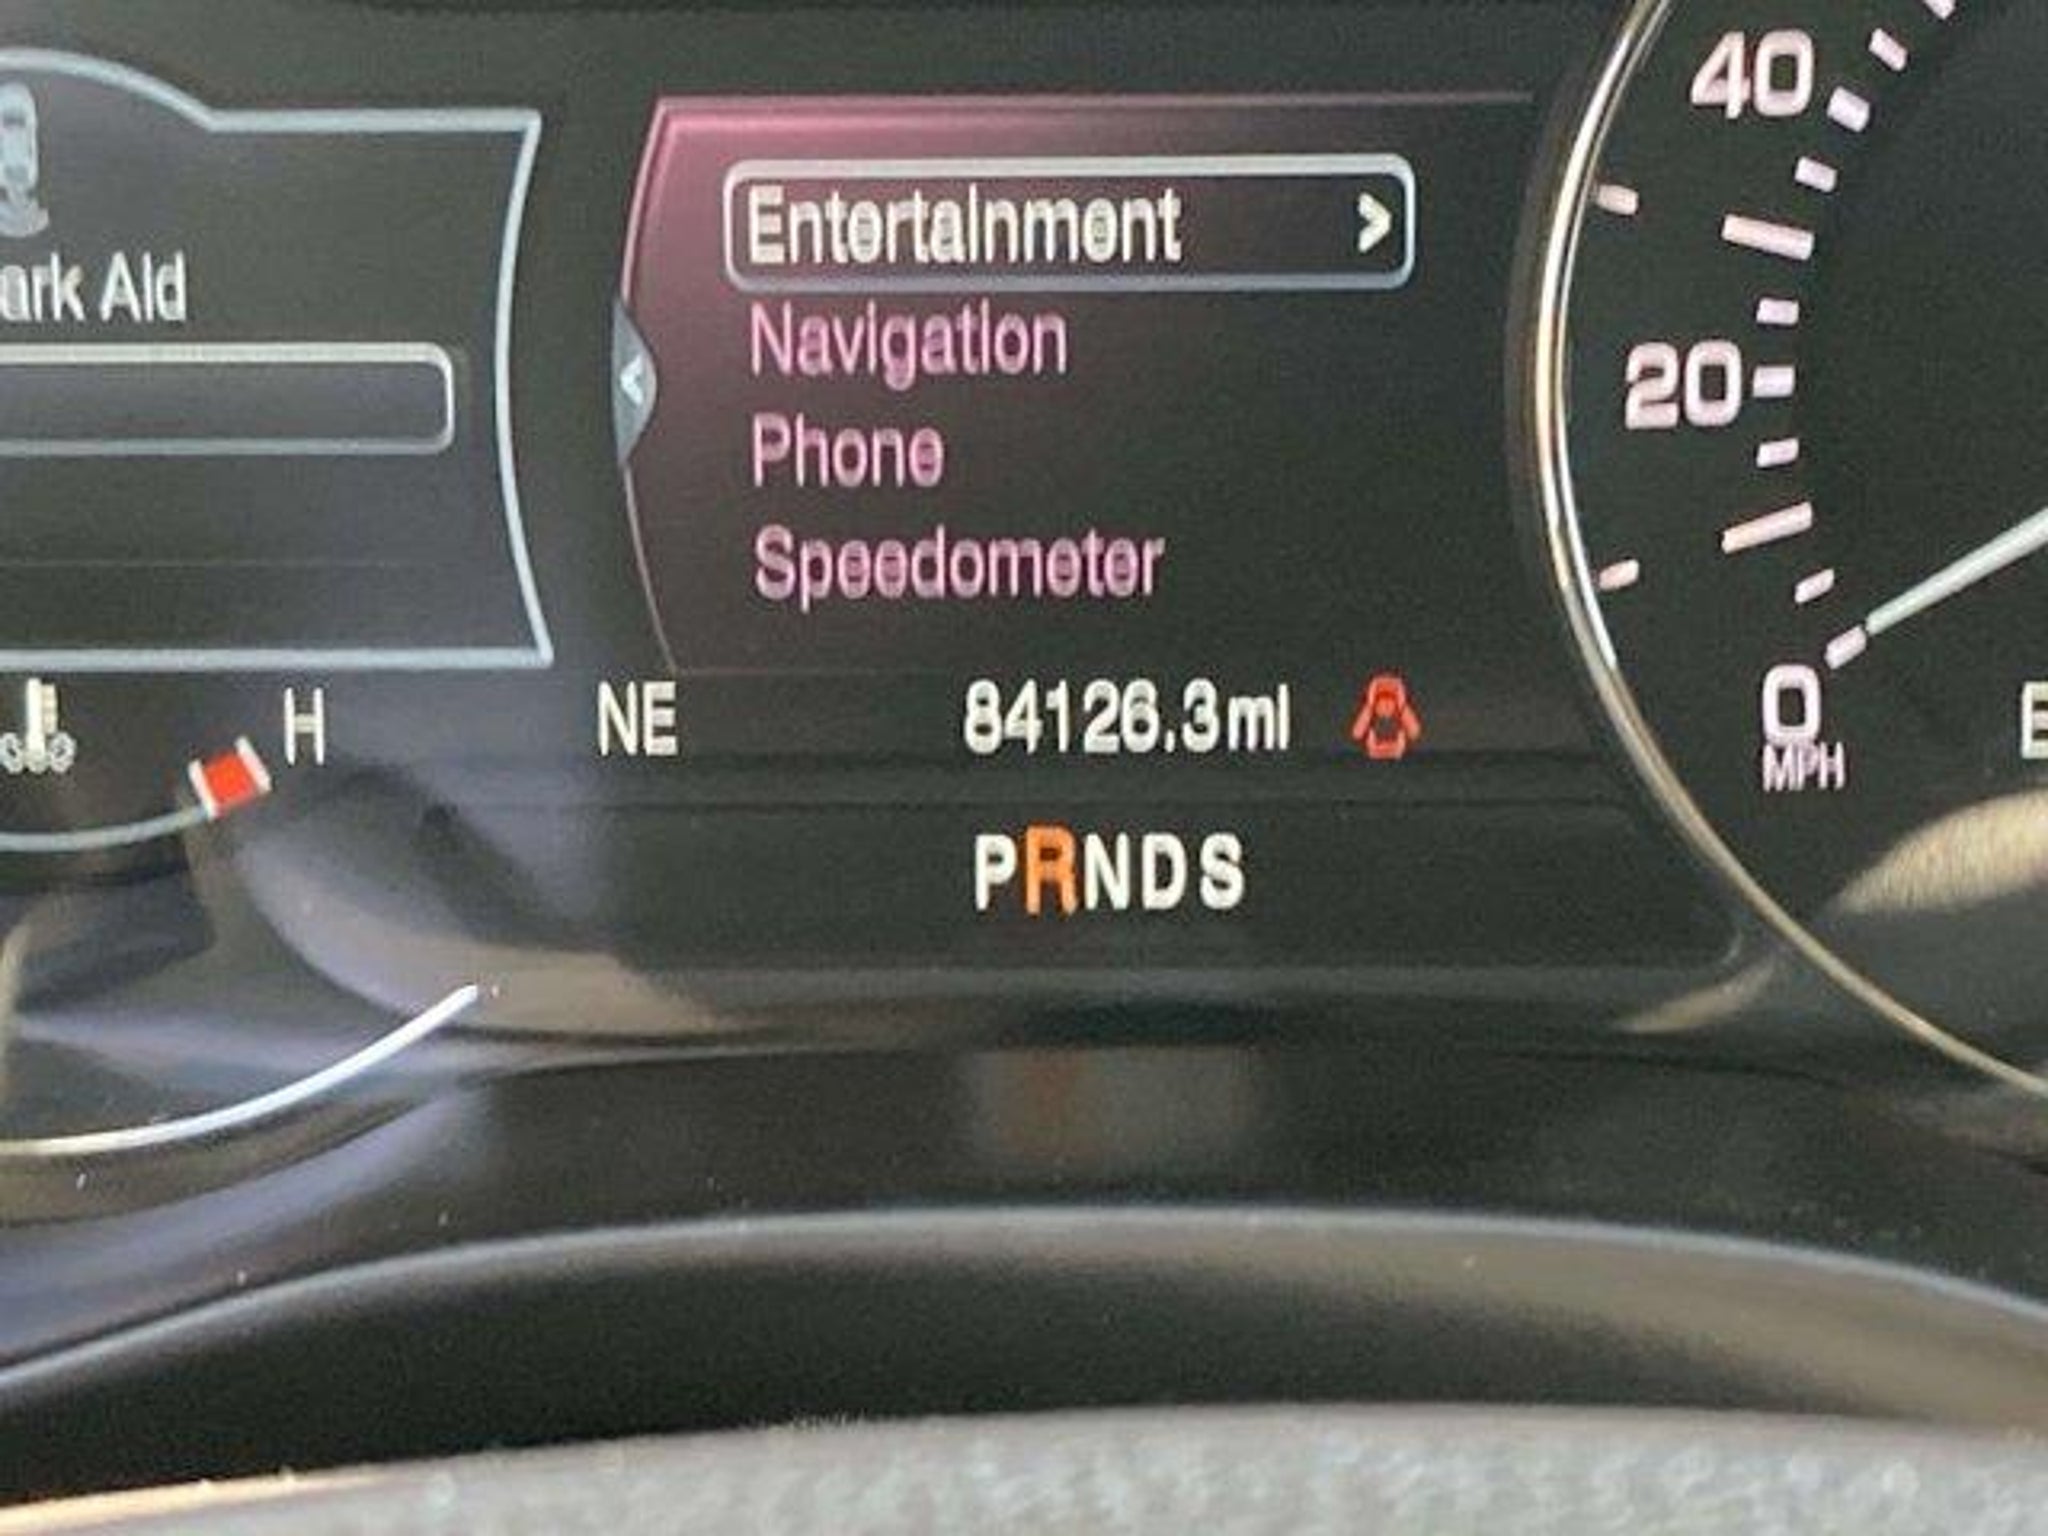 ark Aid
Entertainment >
Navigation
Phone
Speedometer
H
NE
84126.3mi
PRNDS
40
20
0
MPH
E